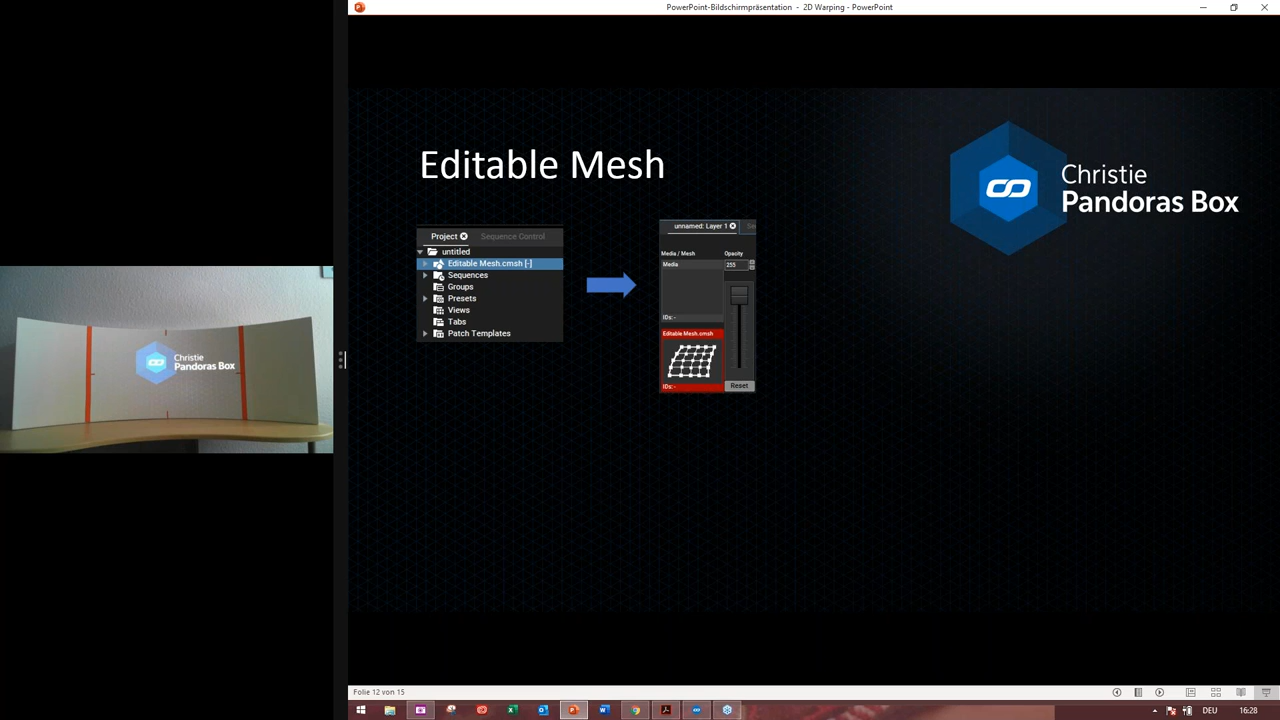 PowerPoint-Bildschirmpräsentation - 2D Warping - PowerPoint
Editable Mesh
Christie
Pandoras Box
Project
Sequence Control
untitled
Editable Mesh.cmsh [-]
Sequences
Groups
Presets
Views
Tabs
Patch Templates
unnamed: Layer 1
Se
Media / Mesh
Opacity
Media
255
IDs: -
Editable Mesh.cmsh
IDs: -
Reset
Christie
Pandoras Box
Folie 12 von 15
DEU
16:28